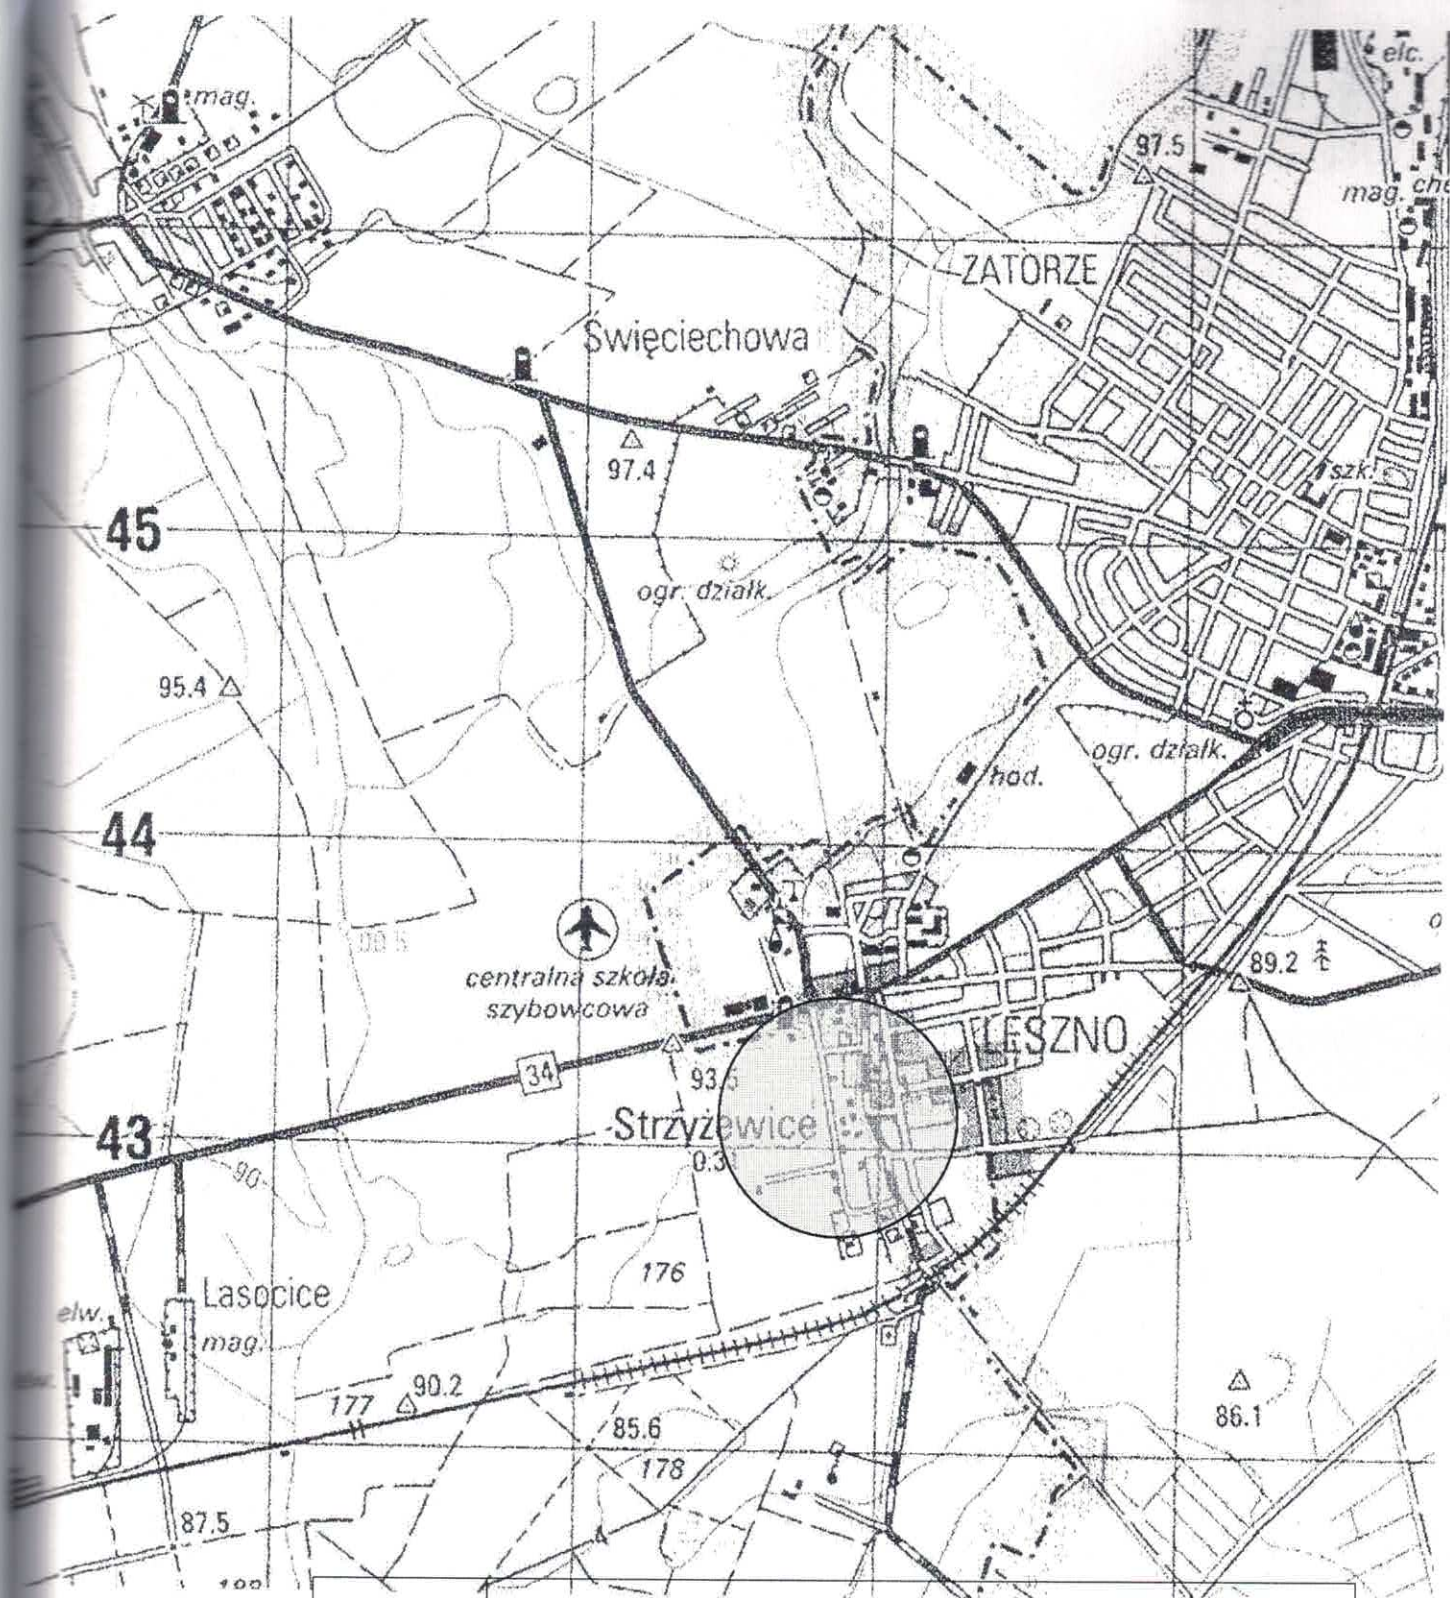 elc.
mag.
97.5
mag.
ZATORZE
Święciechowa
97.4
szk.
45
ogr. działk.
95.4
ogr. działk.
hod.
44
centralna szkoła
szybowcowa
89.2
LESZNO
34
43
Strzyżewice
0.3
90
176
Lasocice
elw.
mag.
90.2
177
86.1
85.6
178
87.5